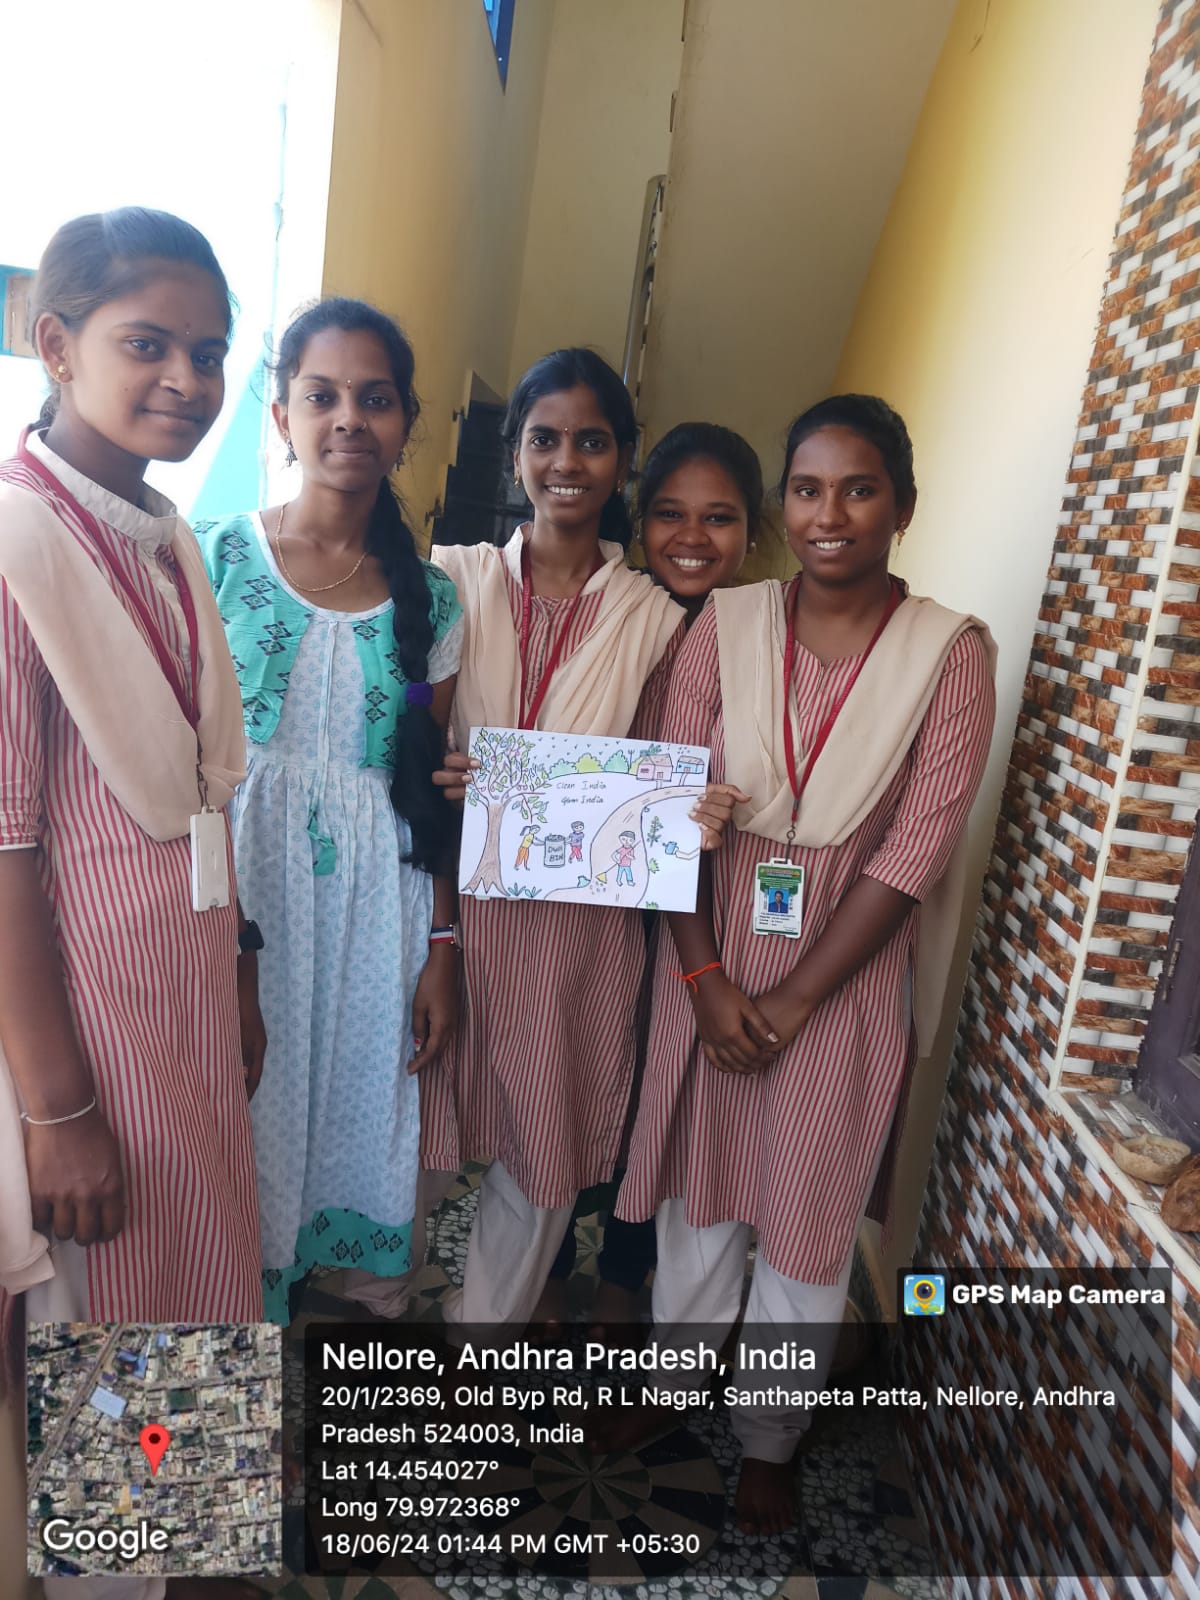 Clean India
Green India
Dust
BIN
GPS Map Camera
Nellore, Andhra Pradesh, India
20/1/2369, Old Byp Rd, R L Nagar, Santhapeta Patta, Nellore, Andhra
Pradesh 524003, India
Lat 14.454027°
Long 79.972368°
18/06/24 01:44 PM GMT +05:30
Google